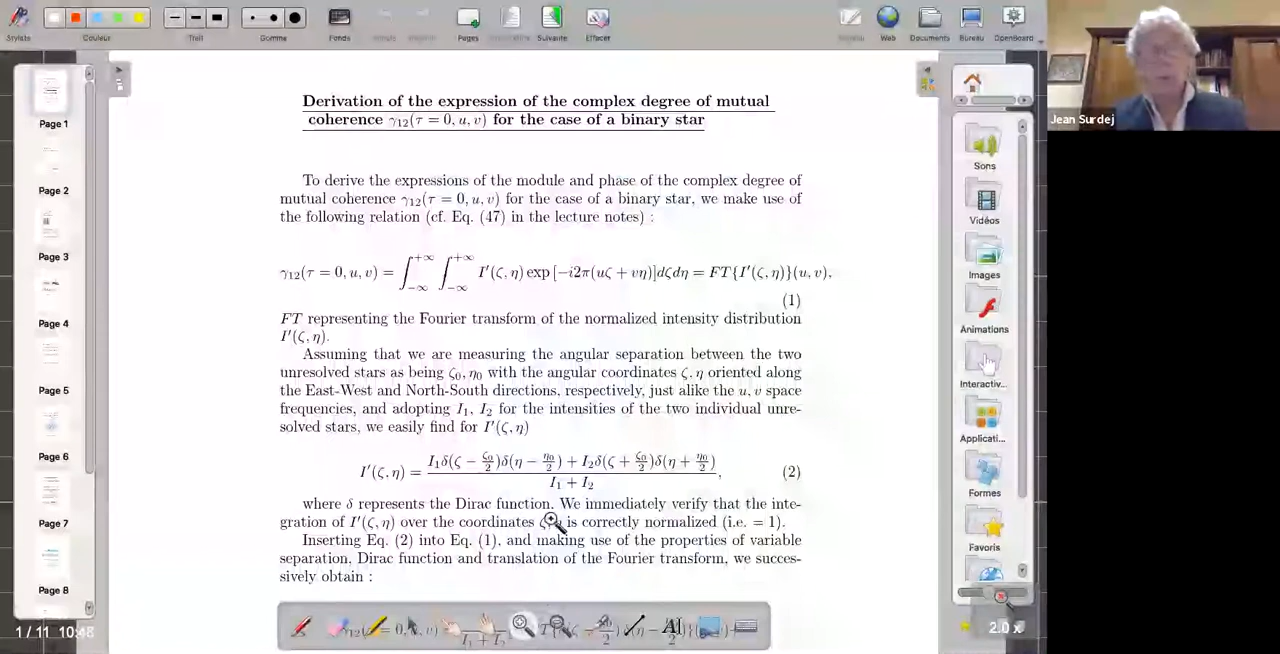 Stylets
Couleur
Trait
Gomme
Fonds
Pages
Suivante
Effacer
Web
Documents
Bureau
OpenBoard
Page 1
Page 2
Page 3
Page 4
Page 5
Page 6
Page 7
Page 8
1 / 11 10:48
Derivation of the expression of the complex degree of mutual
coherence γ₁₂(τ = 0, u, v) for the case of a binary star
To derive the expressions of the module and phase of the complex degree of
mutual coherence γ₁₂(τ = 0, u, v) for the case of a binary star, we make use of
the following relation (cf. Eq. (47) in the lecture notes) :
γ₁₂(τ = 0, u, v) = ∫_{-∞}^{+∞} ∫_{-∞}^{+∞} I'(ζ, η) exp [−i2π(uζ + vη)]dζdη = FT{I'(ζ, η)}(u, v),
(1)
FT representing the Fourier transform of the normalized intensity distribution
I'(ζ, η).
Assuming that we are measuring the angular separation between the two
unresolved stars as being ζ₀, η₀ with the angular coordinates ζ, η oriented along
the East-West and North-South directions, respectively, just alike the u, v space
frequencies, and adopting I₁, I₂ for the intensities of the two individual unre-
solved stars, we easily find for I'(ζ, η)
I'(ζ, η) = (I₁δ(ζ − ζ₀/2)δ(η − η₀/2) + I₂δ(ζ + ζ₀/2)δ(η + η₀/2)) / (I₁ + I₂), (2)
where δ represents the Dirac function. We immediately verify that the inte-
gration of I'(ζ, η) over the coordinates is correctly normalized (i.e. = 1).
Inserting Eq. (2) into Eq. (1), and making use of the properties of variable
separation, Dirac function and translation of the Fourier transform, we succes-
sively obtain :
Sons
Vidéos
Images
Animations
Interactiv...
Applicati...
Formes
Favoris
2.0 x
Jean Surdej